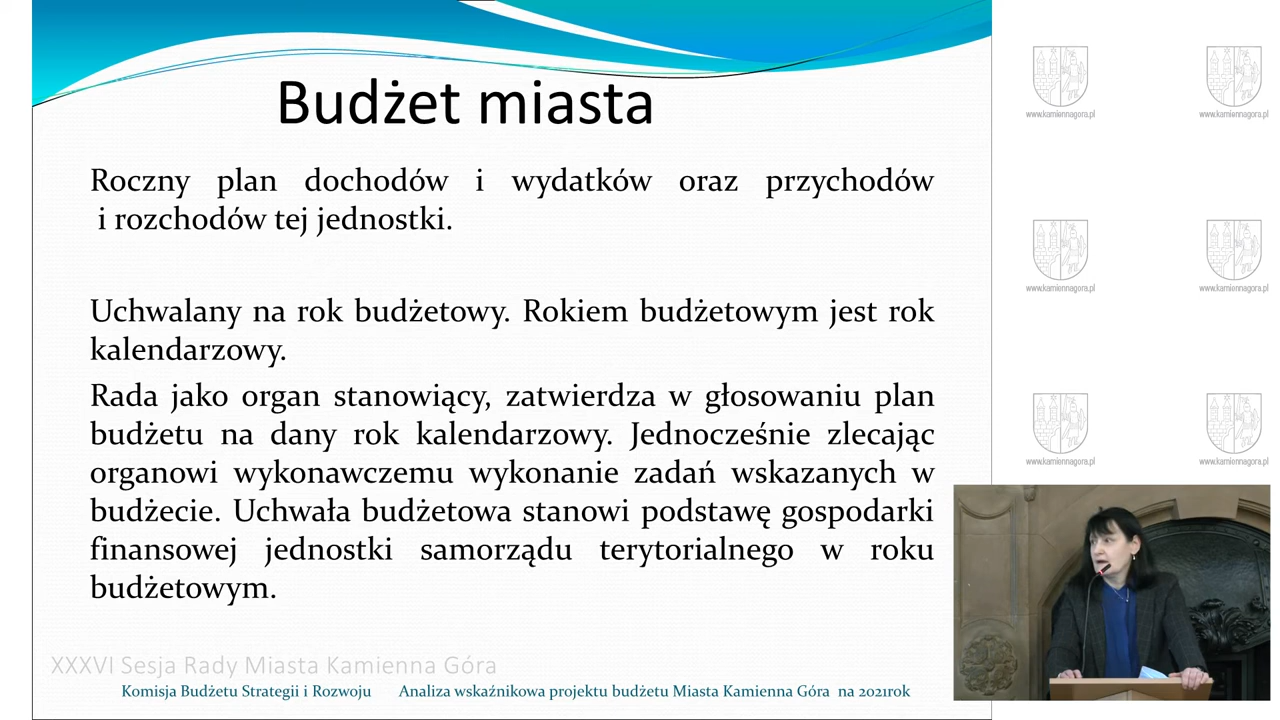 Budżet miasta
Roczny plan dochodów i wydatków oraz przychodów
i rozchodów tej jednostki.
Uchwalany na rok budżetowy. Rokiem budżetowym jest rok
kalendarzowy.
Rada jako organ stanowiący, zatwierdza w głosowaniu plan
budżetu na dany rok kalendarzowy. Jednocześnie zlecając
organowi wykonawczemu wykonanie zadań wskazanych w
budżecie. Uchwała budżetowa stanowi podstawę gospodarki
finansowej jednostki samorządu terytorialnego w roku
budżetowym.
XXXVI Sesja Rady Miasta Kamienna Góra
Komisja Budżetu Strategii i Rozwoju Analiza wskaźnikowa projektu budżetu Miasta Kamienna Góra na 2021rok
www.kamiennagora.pl
www.kamiennagora.pl
www.kamiennagora.pl
www.kamiennagora.pl
www.kamiennagora.pl
www.kamiennagora.pl